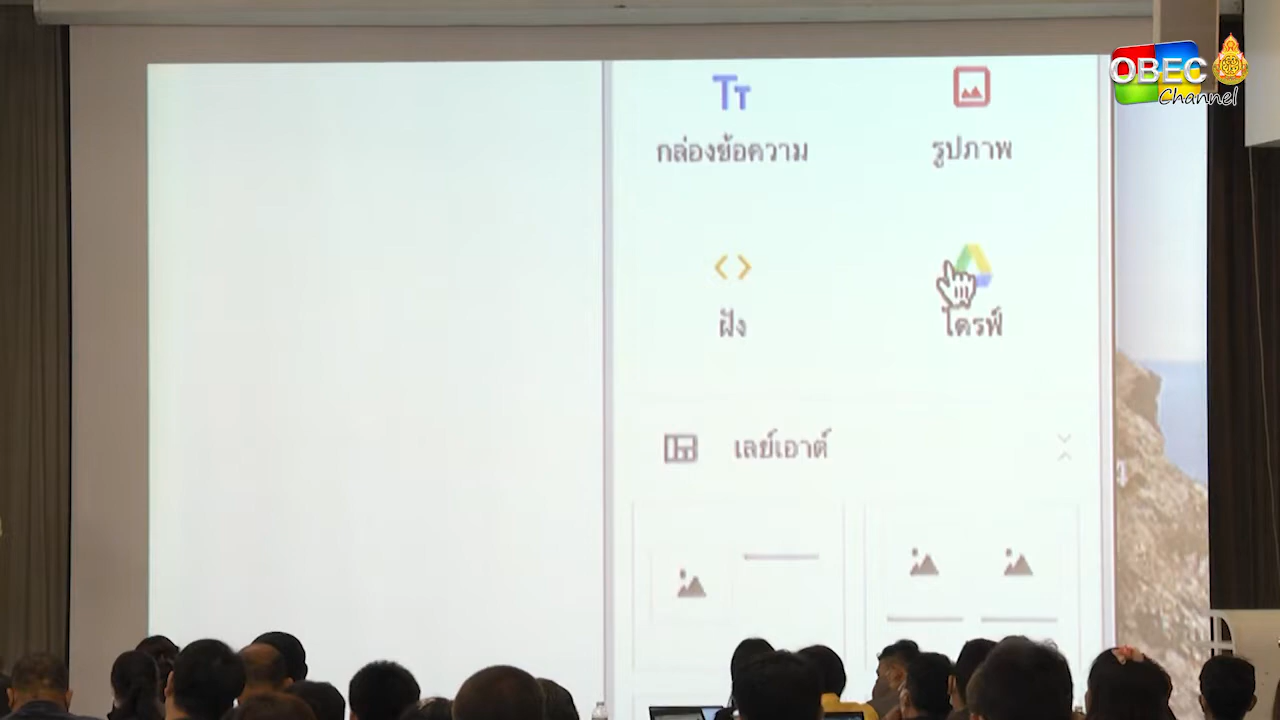 OBEC
Channel
Tт
กล่องข้อความ
รูปภาพ
ฝัง
ไดรฟ์
เลย์เอาต์